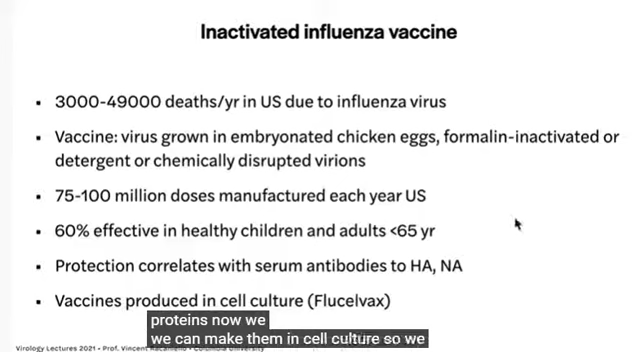 Inactivated influenza vaccine
▪ 3000-49000 deaths/yr in US due to influenza virus
▪ Vaccine: virus grown in embryonated chicken eggs, formalin-inactivated or
detergent or chemically disrupted virions
▪ 75-100 million doses manufactured each year US
▪ 60% effective in healthy children and adults <65 yr
▪ Protection correlates with serum antibodies to HA, NA
▪ Vaccines produced in cell culture (Flucelvax)
proteins now we
we can make them in cell culture so we
Virology Lectures 2021 • Prof. Vincent Racaniello • Columbia University